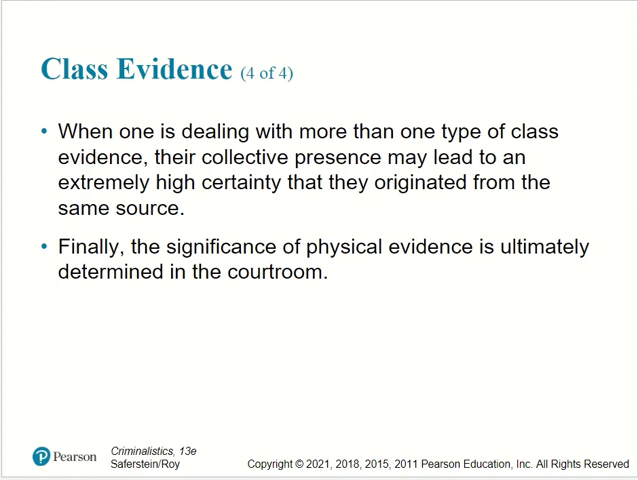 Class Evidence (4 of 4)
• When one is dealing with more than one type of class
evidence, their collective presence may lead to an
extremely high certainty that they originated from the
same source.
• Finally, the significance of physical evidence is ultimately
determined in the courtroom.
Pearson
Criminalistics, 13e
Saferstein/Roy
Copyright © 2021, 2018, 2015, 2011 Pearson Education, Inc. All Rights Reserved